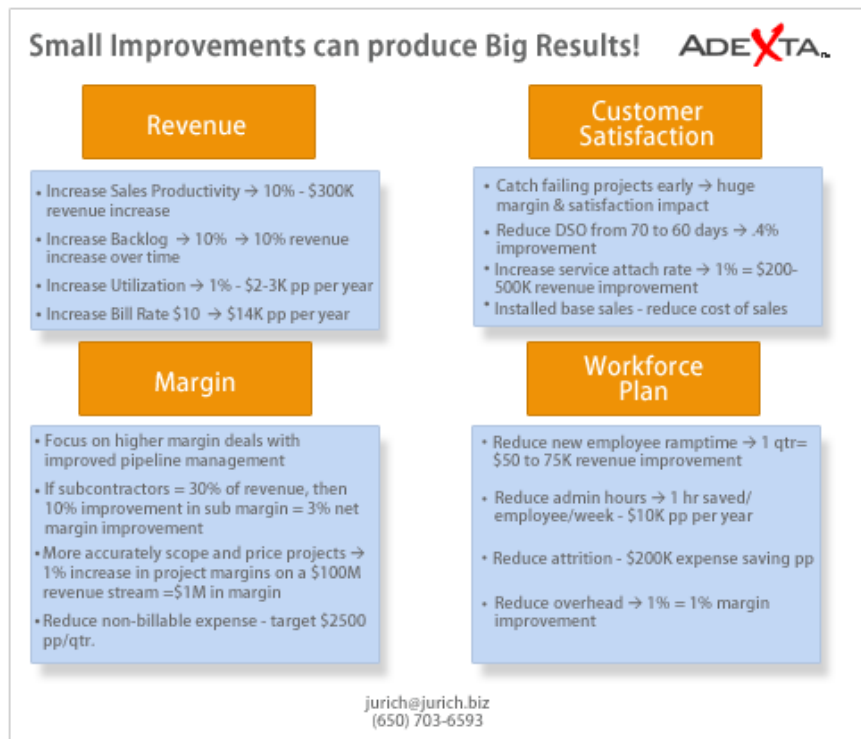 Small Improvements can produce Big Results!
ADEXTA
Revenue
• Increase Sales Productivity → 10% - $300K
revenue increase
• Increase Backlog → 10% → 10% revenue
increase over time
• Increase Utilization → 1% - $2-3K pp per year
• Increase Bill Rate $10 → $14K pp per year
Customer
Satisfaction
• Catch failing projects early → huge
margin & satisfaction impact
• Reduce DSO from 70 to 60 days → .4%
improvement
• Increase service attach rate → 1% = $200-
500K revenue improvement
• Installed base sales - reduce cost of sales
Margin
• Focus on higher margin deals with
improved pipeline management
• If subcontractors = 30% of revenue, then
10% improvement in sub margin = 3% net
margin improvement
• More accurately scope and price projects →
1% increase in project margins on a $100M
revenue stream =$1M in margin
• Reduce non-billable expense - target $2500
pp/qtr.
Workforce
Plan
• Reduce new employee ramptime → 1 qtr=
$50 to 75K revenue improvement
• Reduce admin hours → 1 hr saved/
employee/week - $10K pp per year
• Reduce attrition - $200K expense saving pp
• Reduce overhead → 1% = 1% margin
improvement
jurich@jurich.biz
(650) 703-6593